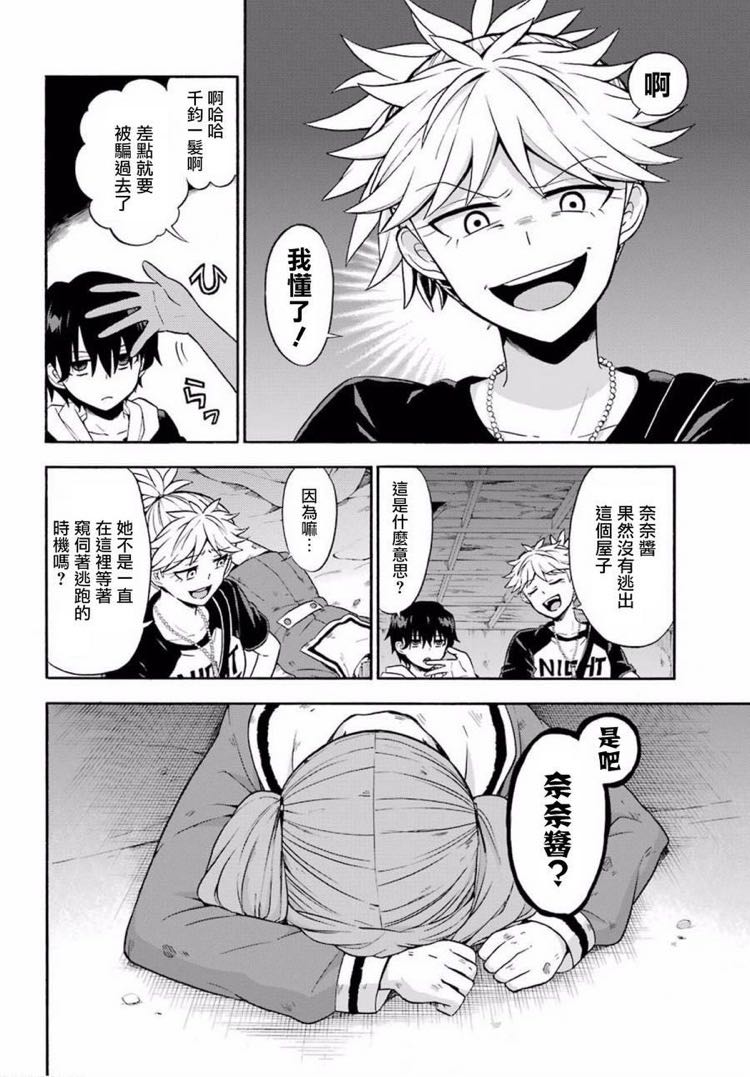 啊
我懂了！
啊哈哈
千鈞一髮啊
差點就要
被騙過去了
ひら
奈奈醬
果然沒有逃出
這個屋子
這是什麼意思？
NIGHT
因為嘛…
她不是一直
在這裡等著
窺伺著逃跑的
時機嗎？
NIGHT
是吧
奈奈醬？